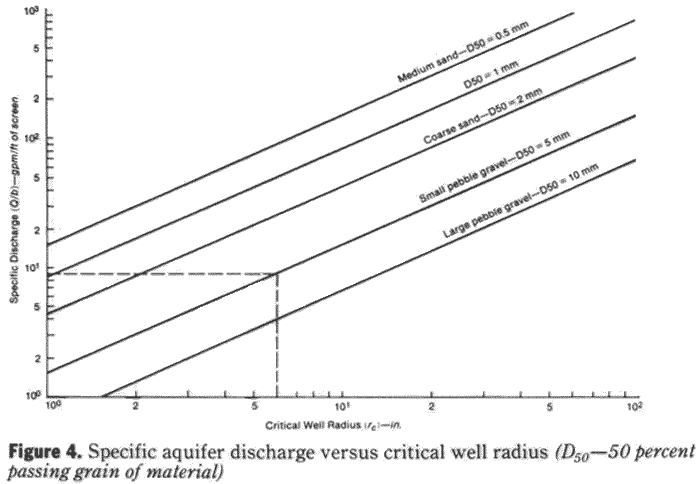 10³
5
2
10²
5
2
10¹
5
2
10⁰
Specific Discharge (Q/b)—gpm/ft of screen
Medium sand—D50 = 0.5 mm
D50 = 1 mm
Coarse sand—D50 = 2 mm
Small pebble gravel—D50 = 5 mm
Large pebble gravel—D50 = 10 mm
10⁰ 2 5 10¹ 2 5 10²
Critical Well Radius (r_c)—in.
Figure 4. Specific aquifer discharge versus critical well radius (D₅₀—50 percent
passing grain of material)